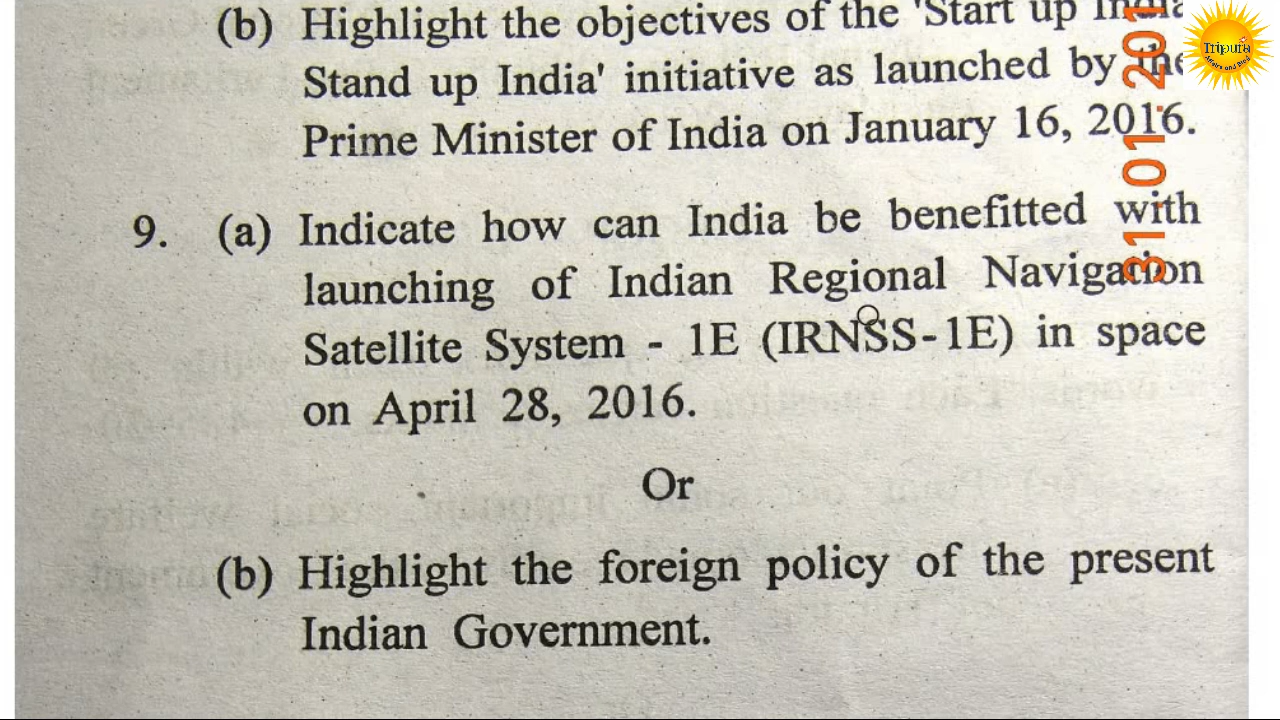 (b) Highlight the objectives of the 'Start up India
Stand up India' initiative as launched by the
Prime Minister of India on January 16, 2016.
9. (a) Indicate how can India be benefitted with
launching of Indian Regional Navigation
Satellite System - 1E (IRNSS-1E) in space
on April 28, 2016.
Or
(b) Highlight the foreign policy of the present
Indian Government.
Tripura